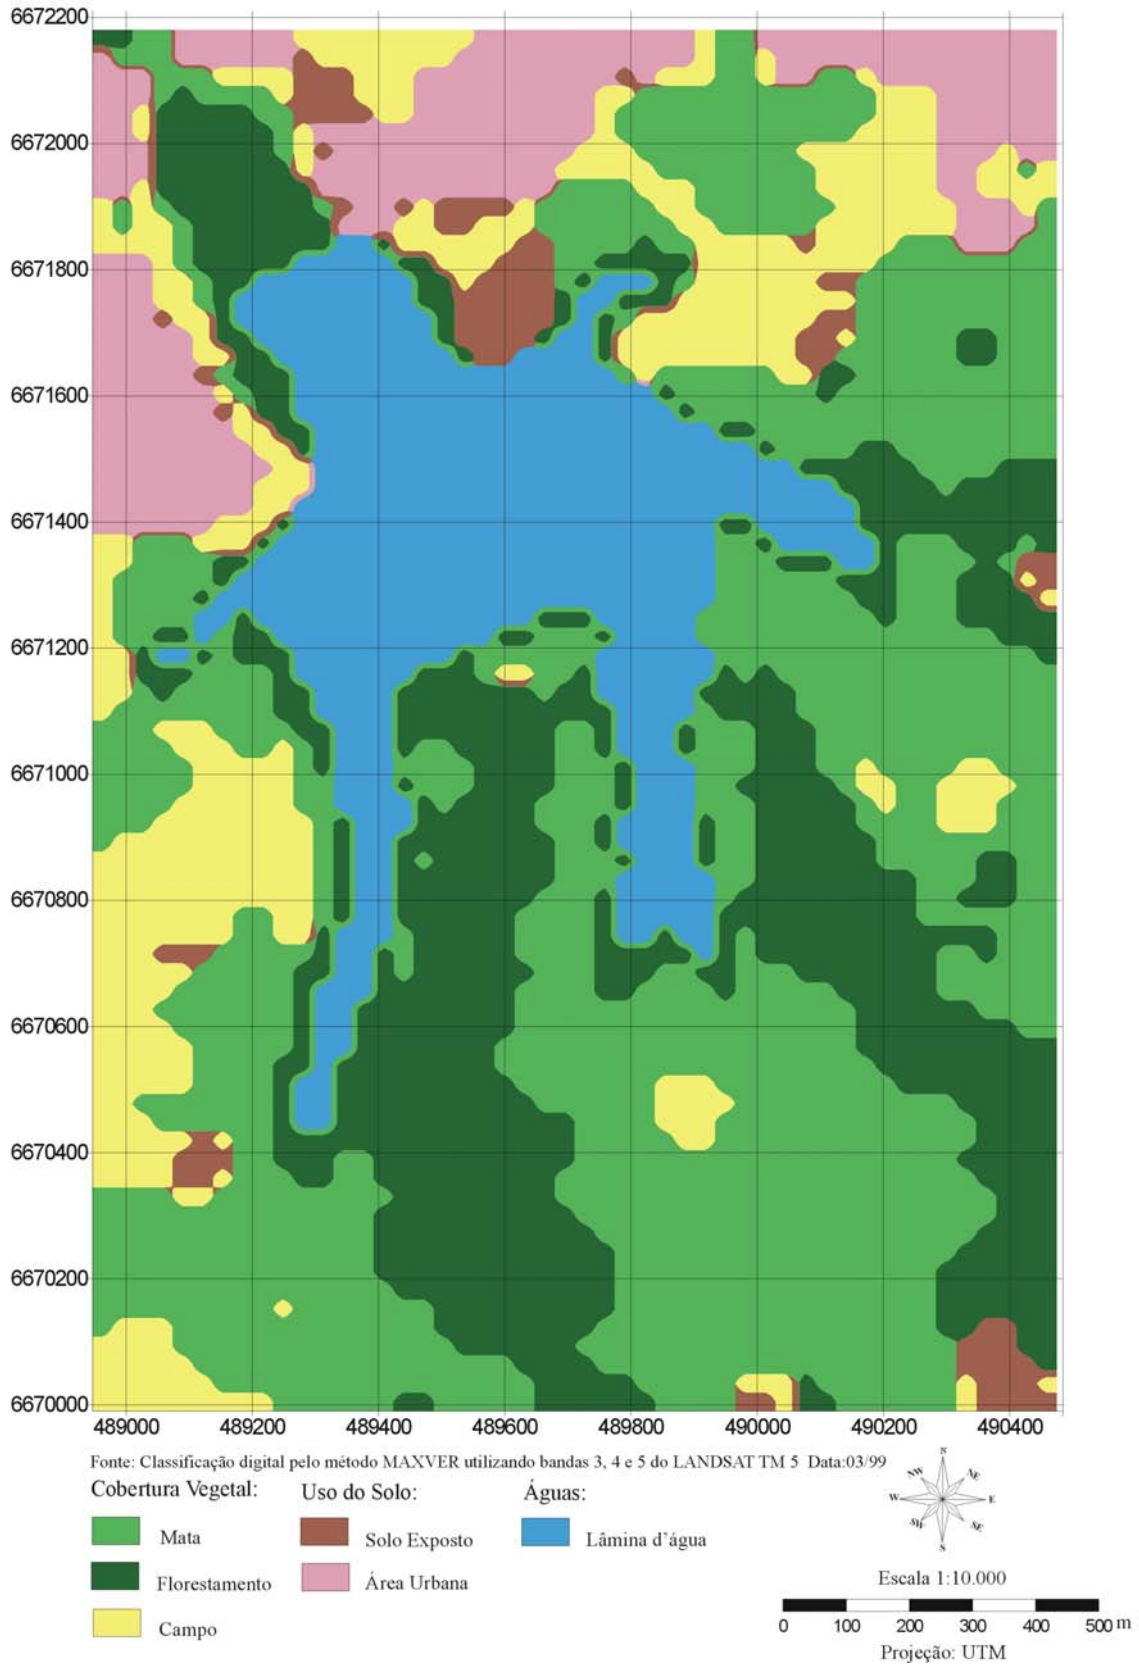 6672200
6672000
6671800
6671600
6671400
6671200
6671000
6670800
6670600
6670400
6670200
6670000
489000 489200 489400 489600 489800 490000 490200 490400
Fonte: Classificação digital pelo método MAXVER utilizando bandas 3, 4 e 5 do LANDSAT TM 5 Data:03/99
Cobertura Vegetal: Uso do Solo: Águas:
Mata Solo Exposto Lâmina d'água
Florestamento Área Urbana
Campo
N
NW NE
W E
SW SE
S
Escala 1:10.000
0 100 200 300 400 500 m
Projeção: UTM